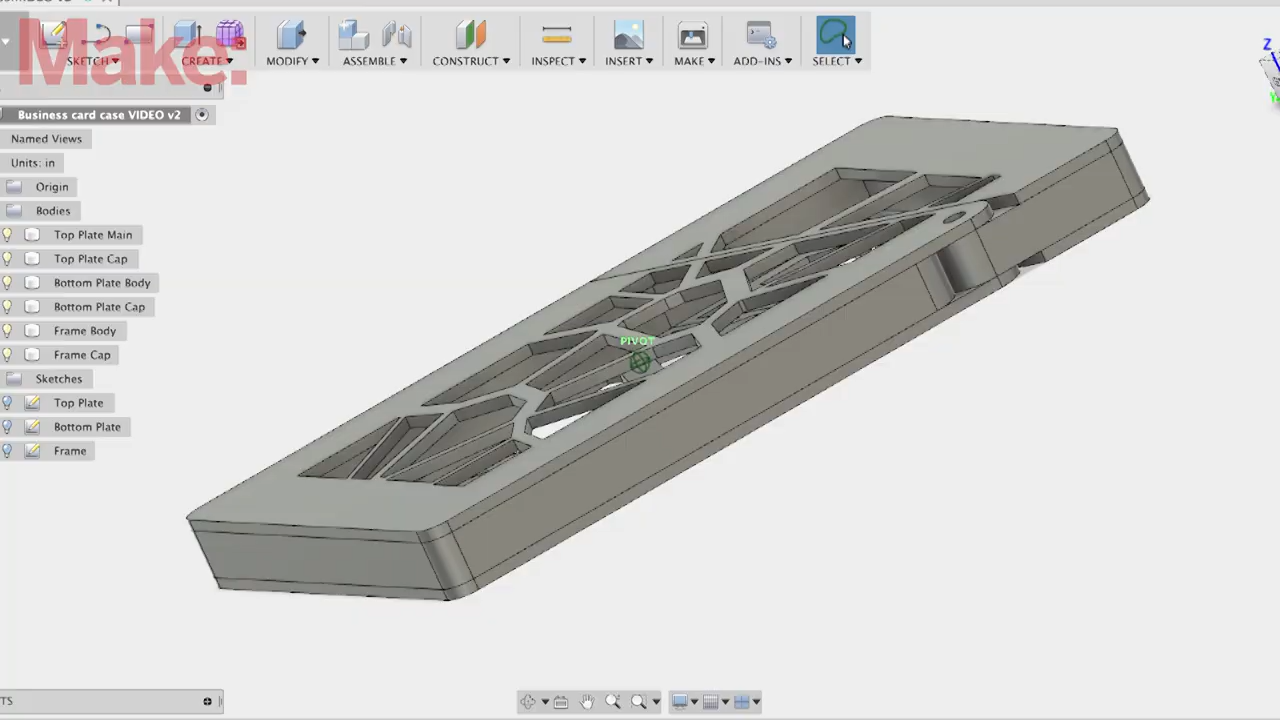 Make:
SKETCH
CREATE
MODIFY
ASSEMBLE
CONSTRUCT
INSPECT
INSERT
MAKE
ADD-INS
SELECT
Z
Business card case VIDEO v2
Named Views
Units: in
Origin
Bodies
Top Plate Main
Top Plate Cap
Bottom Plate Body
Bottom Plate Cap
Frame Body
Frame Cap
Sketches
Top Plate
Bottom Plate
Frame
PIVOT
TS